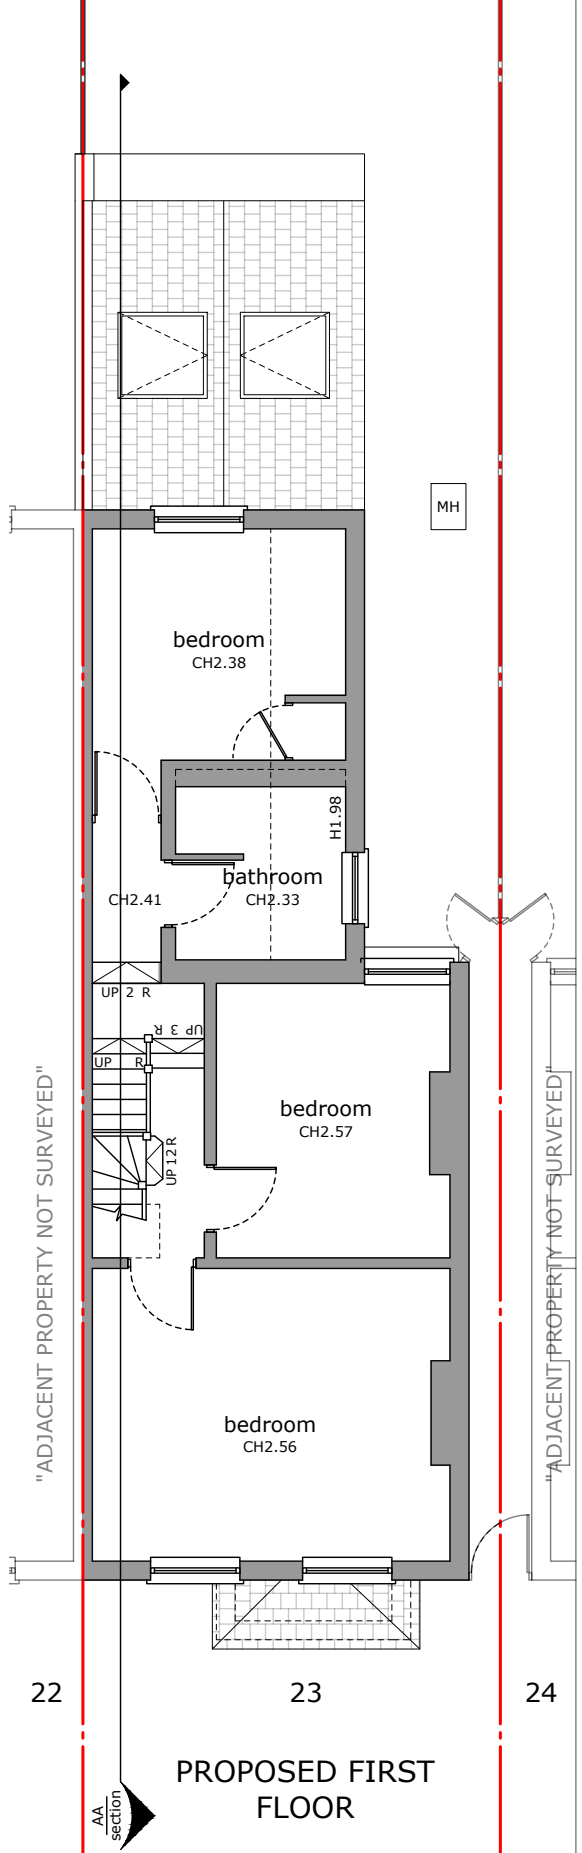 MH
bedroom
CH2.38
H1.98
bathroom
CH2.41
CH2.33
UP 2 R
UP 3 R
UP R
bedroom
CH2.57
UP 12 R
"ADJACENT PROPERTY NOT SURVEYED"
"ADJACENT PROPERTY NOT SURVEYED"
bedroom
CH2.56
22
23
24
PROPOSED FIRST
FLOOR
AA
section